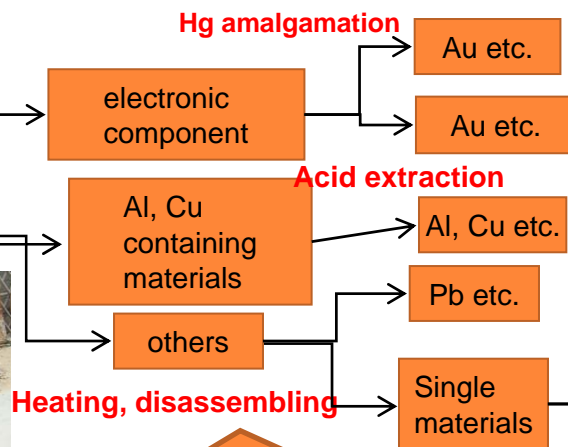 Hg amalgamation
Au etc.
electronic
component
Au etc.
Acid extraction
Al, Cu
containing
materials
Al, Cu etc.
Pb etc.
others
Heating, disassembling
Single
materials